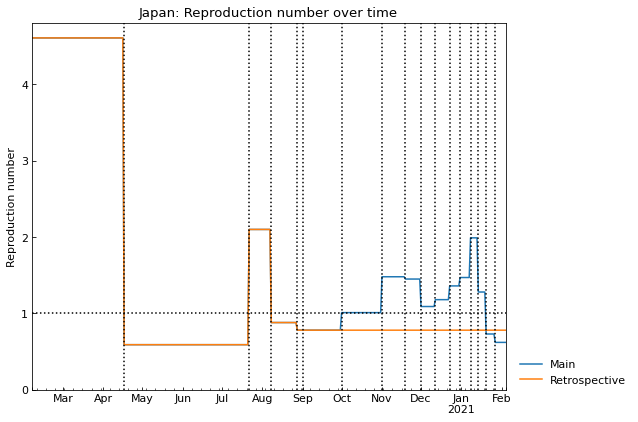 Japan: Reproduction number over time
Reproduction number
4
3
2
1
0
Mar Apr May Jun Jul Aug Sep Oct Nov Dec Jan Feb
2021
Main
Retrospective